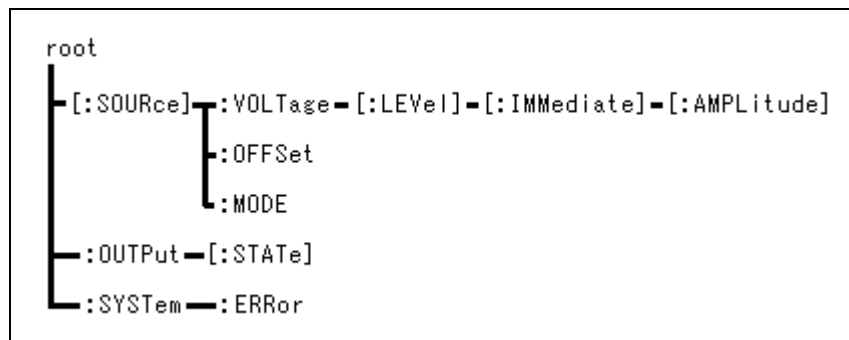 root
[:SOURce] :VOLTage [:LEVel] [:IMMediate] [:AMPLitude]
:OFFSet
:MODE
:OUTPut [:STATe]
:SYSTem :ERRor